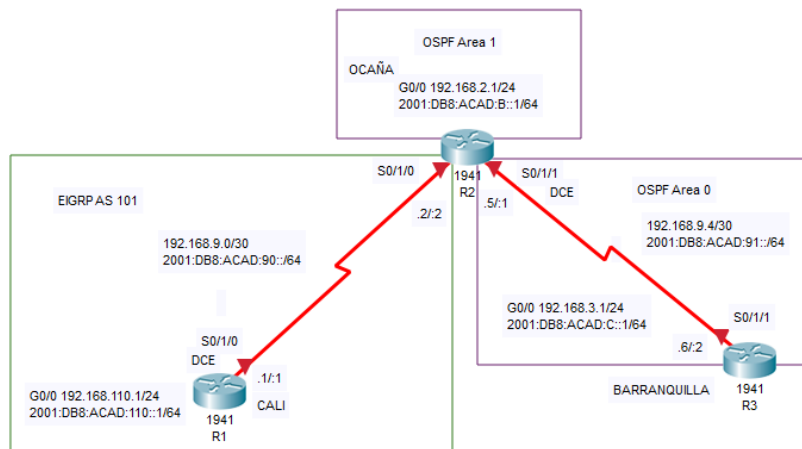 OSPF Area 1
OCAÑA
G0/0 192.168.2.1/24
2001:DB8:ACAD:B::1/64
S0/1/0
1941
R2
S0/1/1
DCE
.2/:2
.5/:1
EIGRP AS 101
OSPF Area 0
192.168.9.0/30
2001:DB8:ACAD:90::/64
192.168.9.4/30
2001:DB8:ACAD:91::/64
G0/0 192.168.3.1/24
2001:DB8:ACAD:C::1/64
S0/1/1
.6/:2
S0/1/0
DCE
.1/:1
G0/0 192.168.110.1/24
2001:DB8:ACAD:110::1/64
CALI
1941
R1
BARRANQUILLA
1941
R3